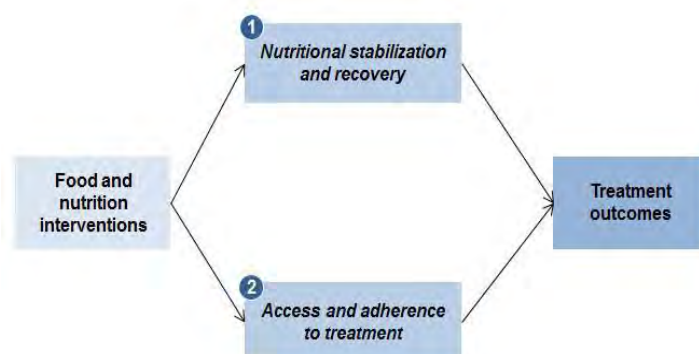 1
Nutritional stabilization
and recovery
Food and
nutrition
interventions
Treatment
outcomes
2
Access and adherence
to treatment